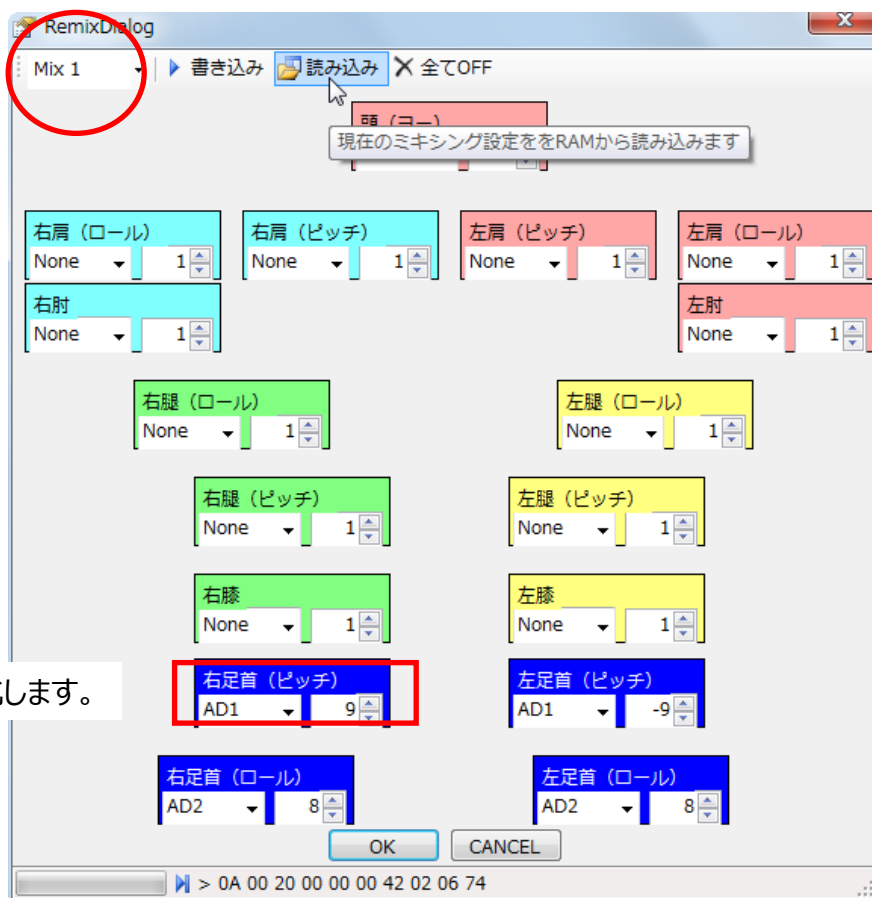 RemixDialog
Mix 1 書き込み 読み込み 全てOFF
頭（ヨー）
現在のミキシング設定ををRAMから読み込みます
右肩（ロール） 右肩（ピッチ） 左肩（ピッチ） 左肩（ロール）
None 1 None 1 None 1 None 1
右肘 左肘
None 1 None 1
右腿（ロール） 左腿（ロール）
None 1 None 1
右腿（ピッチ） 左腿（ピッチ）
None 1 None 1
右膝 左膝
None 1 None 1
します。
右足首（ピッチ） 左足首（ピッチ）
AD1 9 AD1 -9
右足首（ロール） 左足首（ロール）
AD2 8 AD2 8
OK CANCEL
> 0A 00 20 00 00 00 42 02 06 74